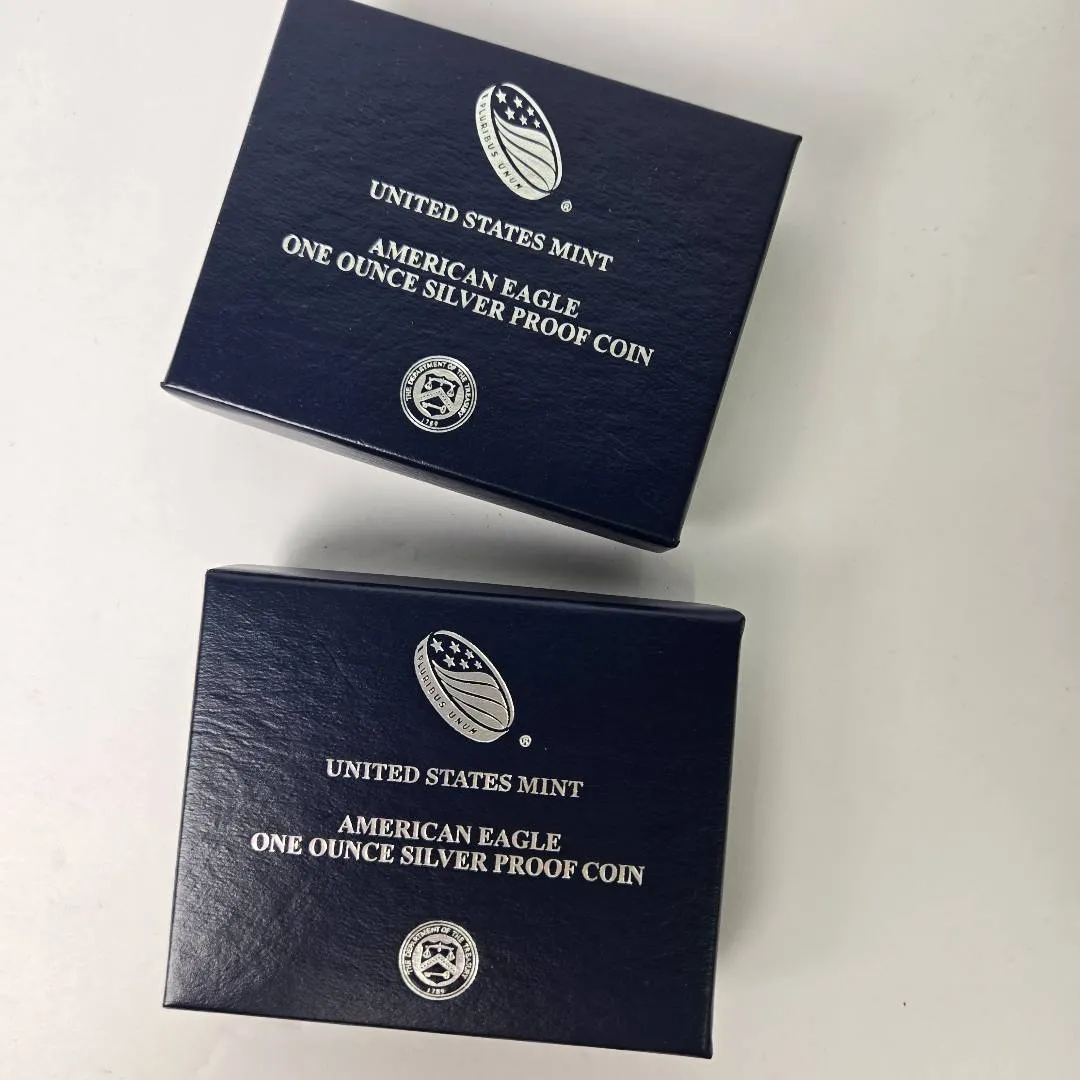 PLURIBUS UNUM
®
UNITED STATES MINT
AMERICAN EAGLE
ONE OUNCE SILVER PROOF COIN
THE DEPARTMENT OF THE TREASURY
1789
PLURIBUS UNUM
®
UNITED STATES MINT
AMERICAN EAGLE
ONE OUNCE SILVER PROOF COIN
THE DEPARTMENT OF THE TREASURY
1789